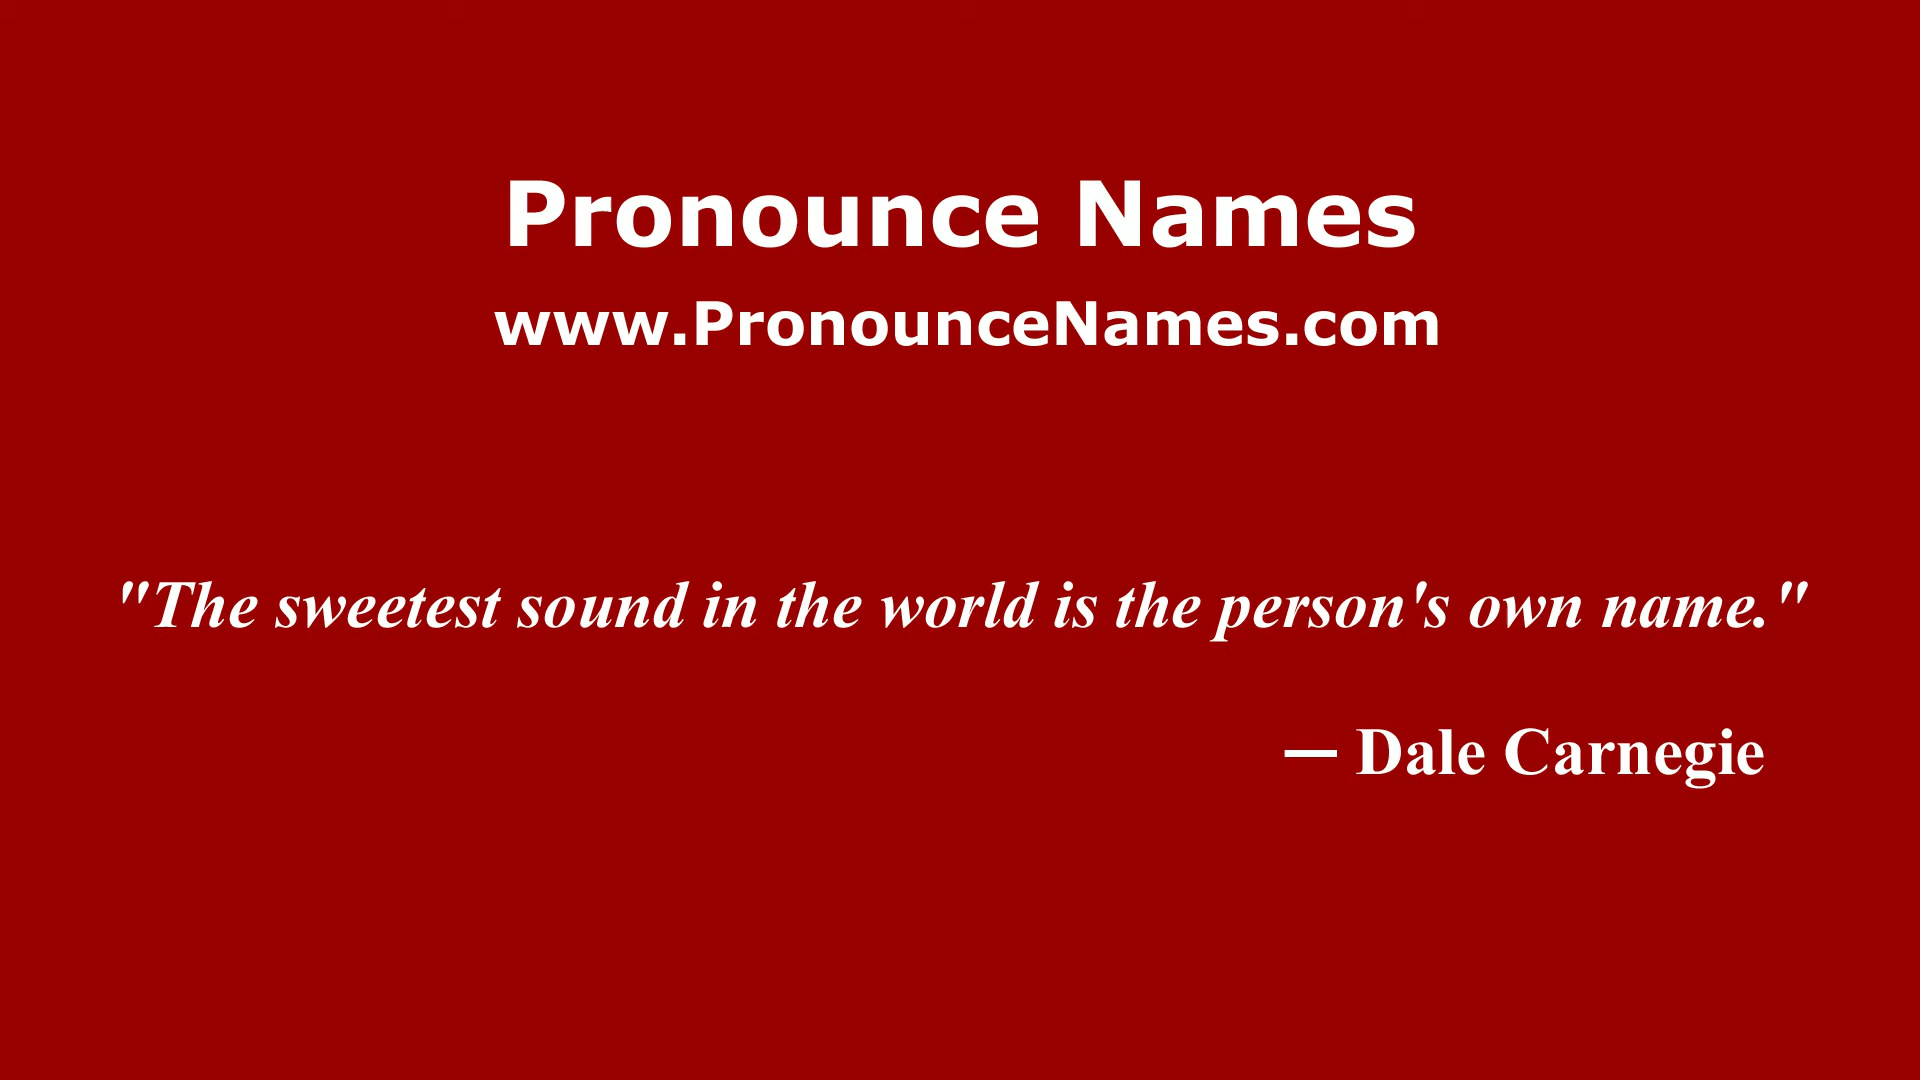 Pronounce Names
www.PronounceNames.com
"The sweetest sound in the world is the person's own name."
— Dale Carnegie